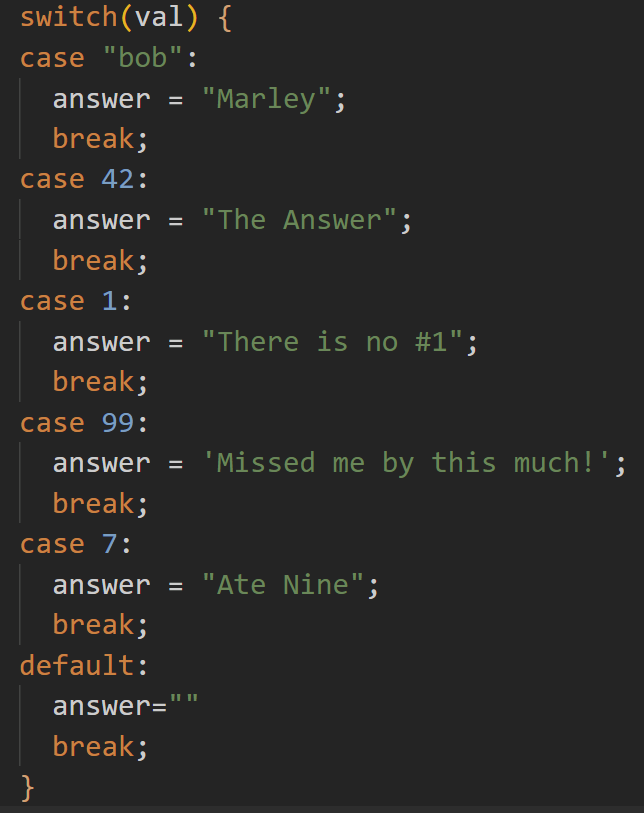 switch(val) {
case "bob":
  answer = "Marley";
  break;
case 42:
  answer = "The Answer";
  break;
case 1:
  answer = "There is no #1";
  break;
case 99:
  answer = 'Missed me by this much!';
  break;
case 7:
  answer = "Ate Nine";
  break;
default:
  answer=""
  break;
}